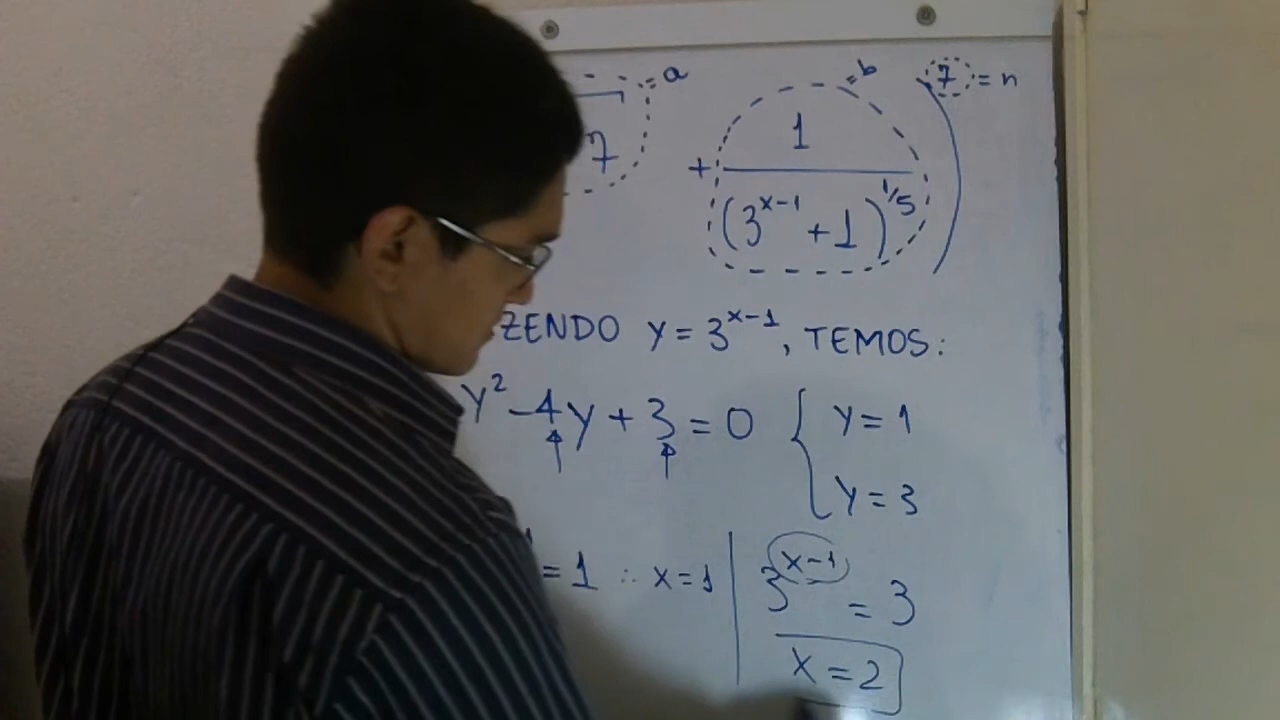 = a
7
+ 1/(3^(x-1) + 1)^(1/5)
= b
7 = n
ZENDO y = 3^(x-1), TEMOS:
y² - 4y + 3 = 0 { y = 1
y = 3
= 1 ∴ x = 1 | 3^(x-1) = 3
x = 2